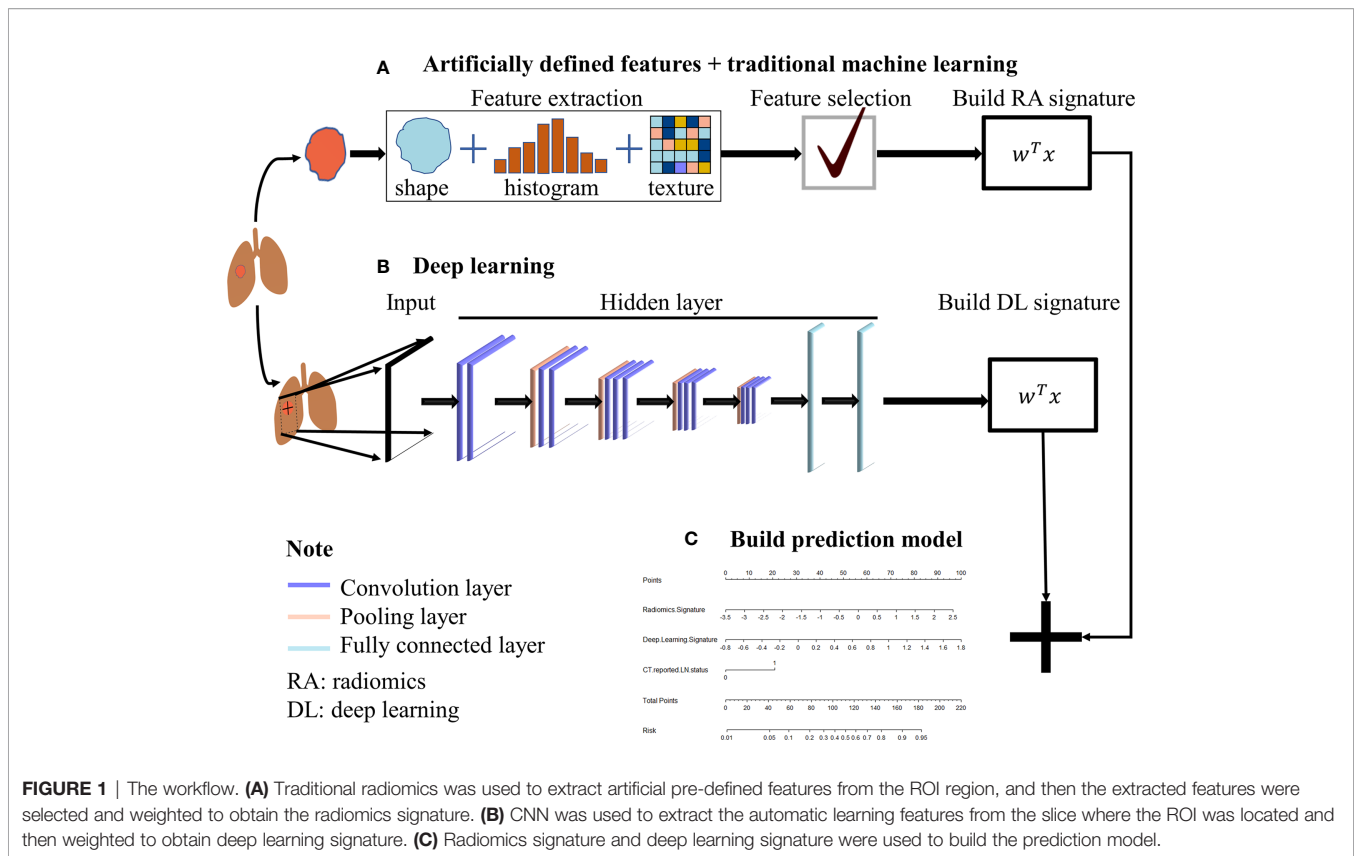 A Artificially defined features + traditional machine learning
Feature extraction
Feature selection
Build RA signature
shape
histogram
texture
w^T x
B Deep learning
Input
Hidden layer
Build DL signature
w^T x
Note
Convolution layer
Pooling layer
Fully connected layer
RA: radiomics
DL: deep learning
C Build prediction model
Points
0 10 20 30 40 50 60 70 80 90 100
Radiomics.Signature
-3.5 -3 -2.5 -2 -1.5 -1 -0.5 0 0.5 1 1.5 2 2.5
Deep.Learning.Signature
-0.8 -0.6 -0.4 -0.2 0 0.2 0.4 0.6 0.8 1 1.2 1.4 1.6 1.8
CT.reported.LN.status
0 1
Total Points
0 20 40 60 80 100 120 140 160 180 200 220
Risk
0.01 0.05 0.1 0.2 0.3 0.4 0.5 0.6 0.7 0.8 0.9 0.95
FIGURE 1 | The workflow. (A) Traditional radiomics was used to extract artificial pre-defined features from the ROI region, and then the extracted features were
selected and weighted to obtain the radiomics signature. (B) CNN was used to extract the automatic learning features from the slice where the ROI was located and
then weighted to obtain deep learning signature. (C) Radiomics signature and deep learning signature were used to build the prediction model.